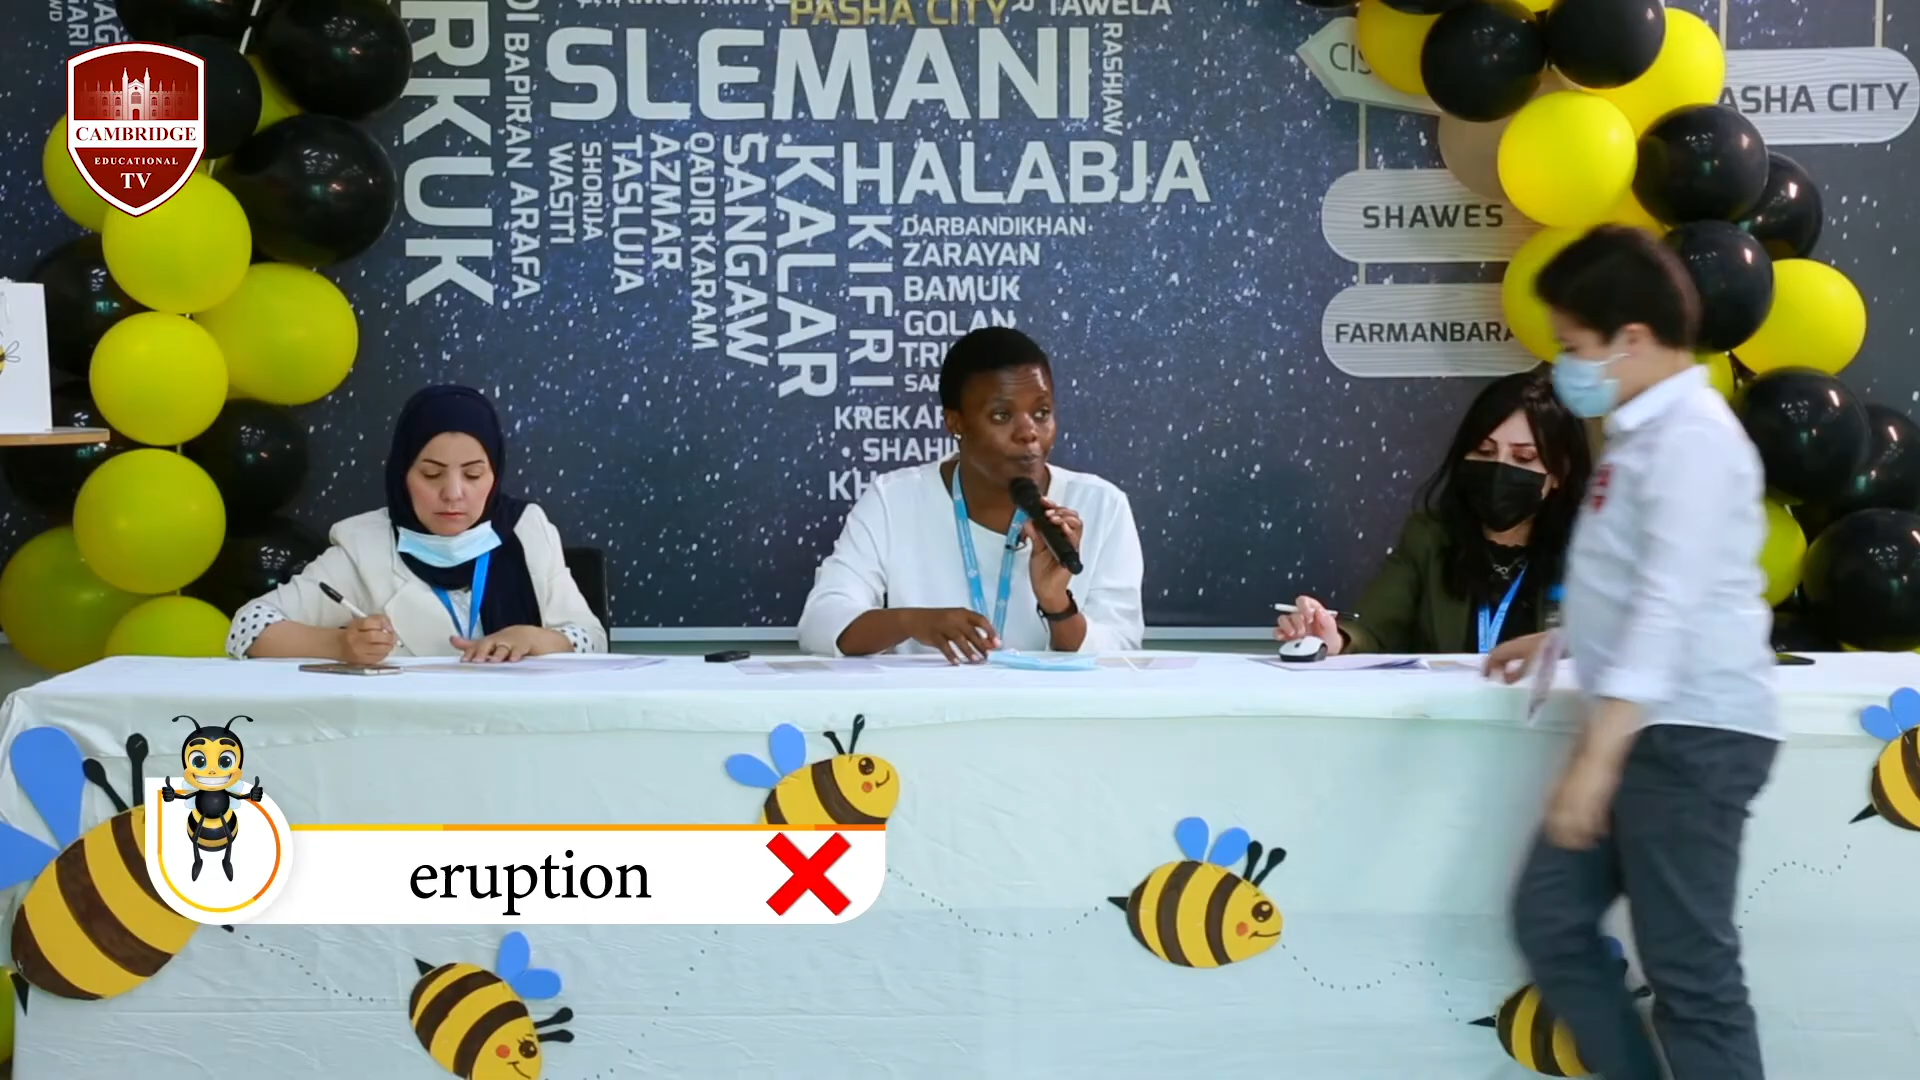 CAMBRIDGE
EDUCATIONAL
TV
RKUK
BAPIRAN ARAFA
WASITI
SHORIJA
TASLUJA
AZMAR
QADIR KARAM
SANGAW
PASHA CITY
TAWELA
SLEMANI
RASHIAW
KALAR
HALABJA
KIFRI
DARBANDIKHAN
ZARAYAN
BAMUK
GOLAN
SHAWES
FARMANBARA
ASHA CITY
eruption